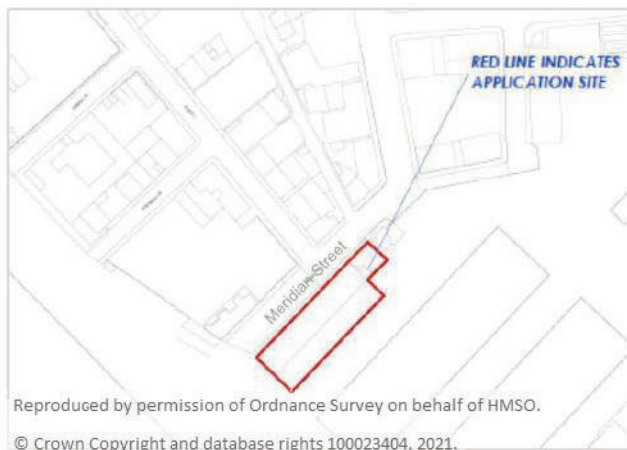 RED LINE INDICATES
APPLICATION SITE
Meridian Street
Reproduced by permission of Ordnance Survey on behalf of HMSO.
© Crown Copyright and database rights 100023404, 2021.